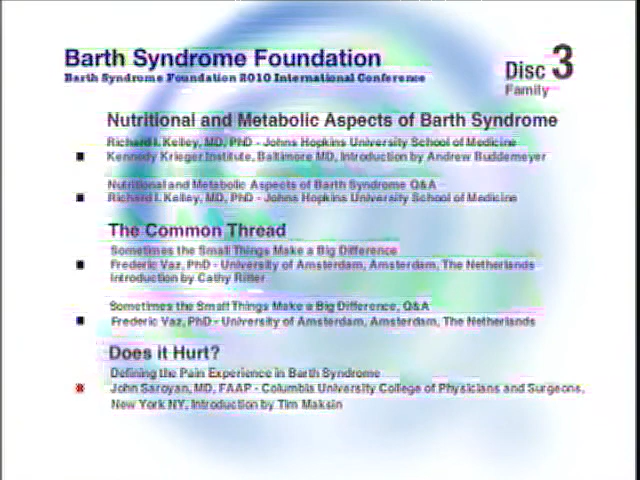 Barth Syndrome Foundation
Barth Syndrome Foundation 2010 International Conference
Disc 3
Family
Nutritional and Metabolic Aspects of Barth Syndrome
Richard I. Kelley, MD, PhD - Johns Hopkins University School of Medicine
Kennedy Krieger Institute, Baltimore MD, Introduction by Andrew Buddemeyer
Nutritional and Metabolic Aspects of Barth Syndrome Q&A
Richard I. Kelley, MD, PhD - Johns Hopkins University School of Medicine
The Common Thread
Sometimes the Small Things Make a Big Difference
Frederic Vaz, PhD - University of Amsterdam, Amsterdam, The Netherlands
Introduction by Cathy Ritter
Sometimes the Small Things Make a Big Difference, Q&A
Frederic Vaz, PhD - University of Amsterdam, Amsterdam, The Netherlands
Does it Hurt?
Defining the Pain Experience in Barth Syndrome
John Saroyan, MD, FAAP - Columbia University College of Physicians and Surgeons,
New York NY, Introduction by Tim Maksin